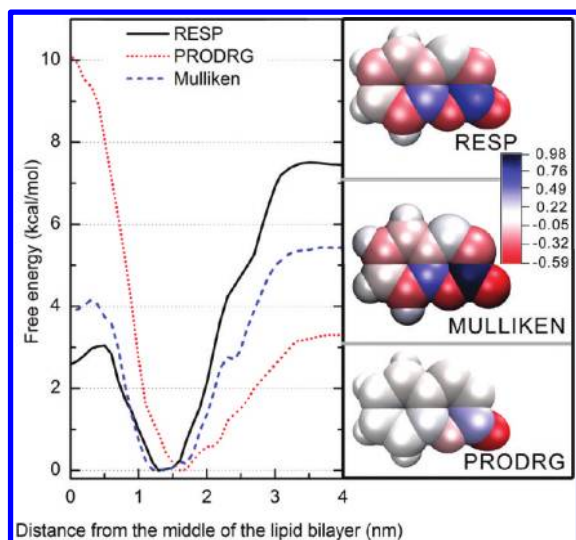 RESP
PRODRG
Mulliken
10
8
6
4
2
0
Free energy (kcal/mol)
0 1 2 3 4
Distance from the middle of the lipid bilayer (nm)
RESP
0.98
0.76
0.49
0.22
-0.05
-0.32
-0.59
MULLIKEN
PRODRG